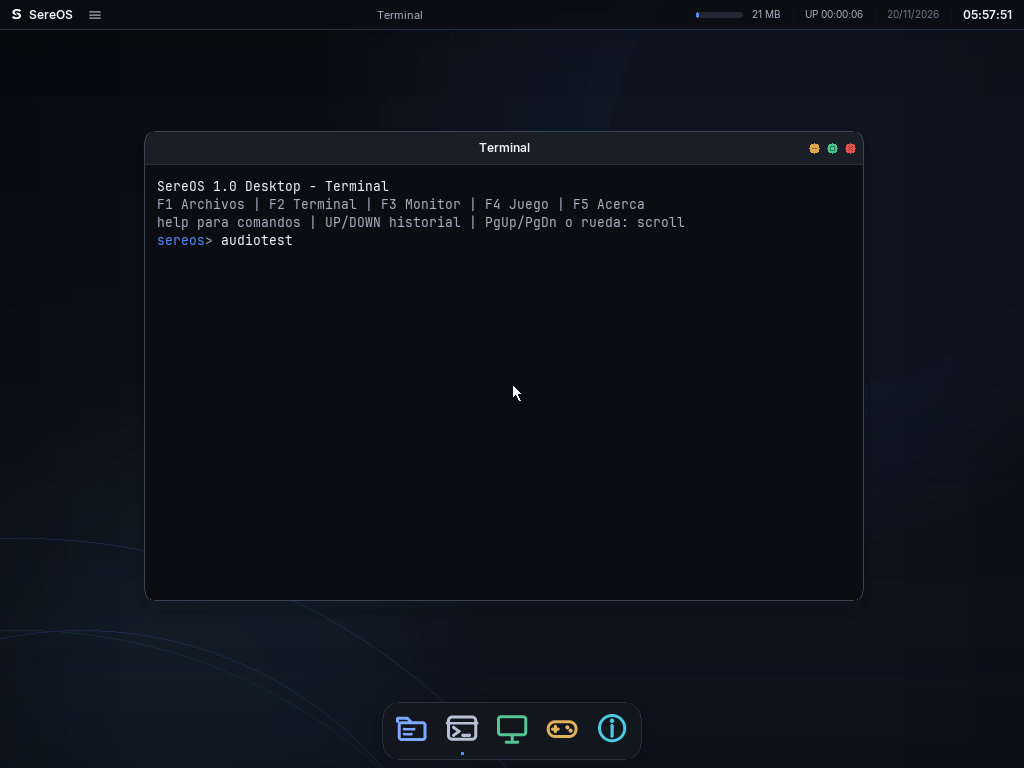 SereOS
Terminal
21 MB
UP 00:00:06
20/11/2026
05:57:51
Terminal
SereOS 1.0 Desktop - Terminal
F1 Archivos | F2 Terminal | F3 Monitor | F4 Juego | F5 Acerca
help para comandos | UP/DOWN historial | PgUp/PgDn o rueda: scroll
sereos> audiotest